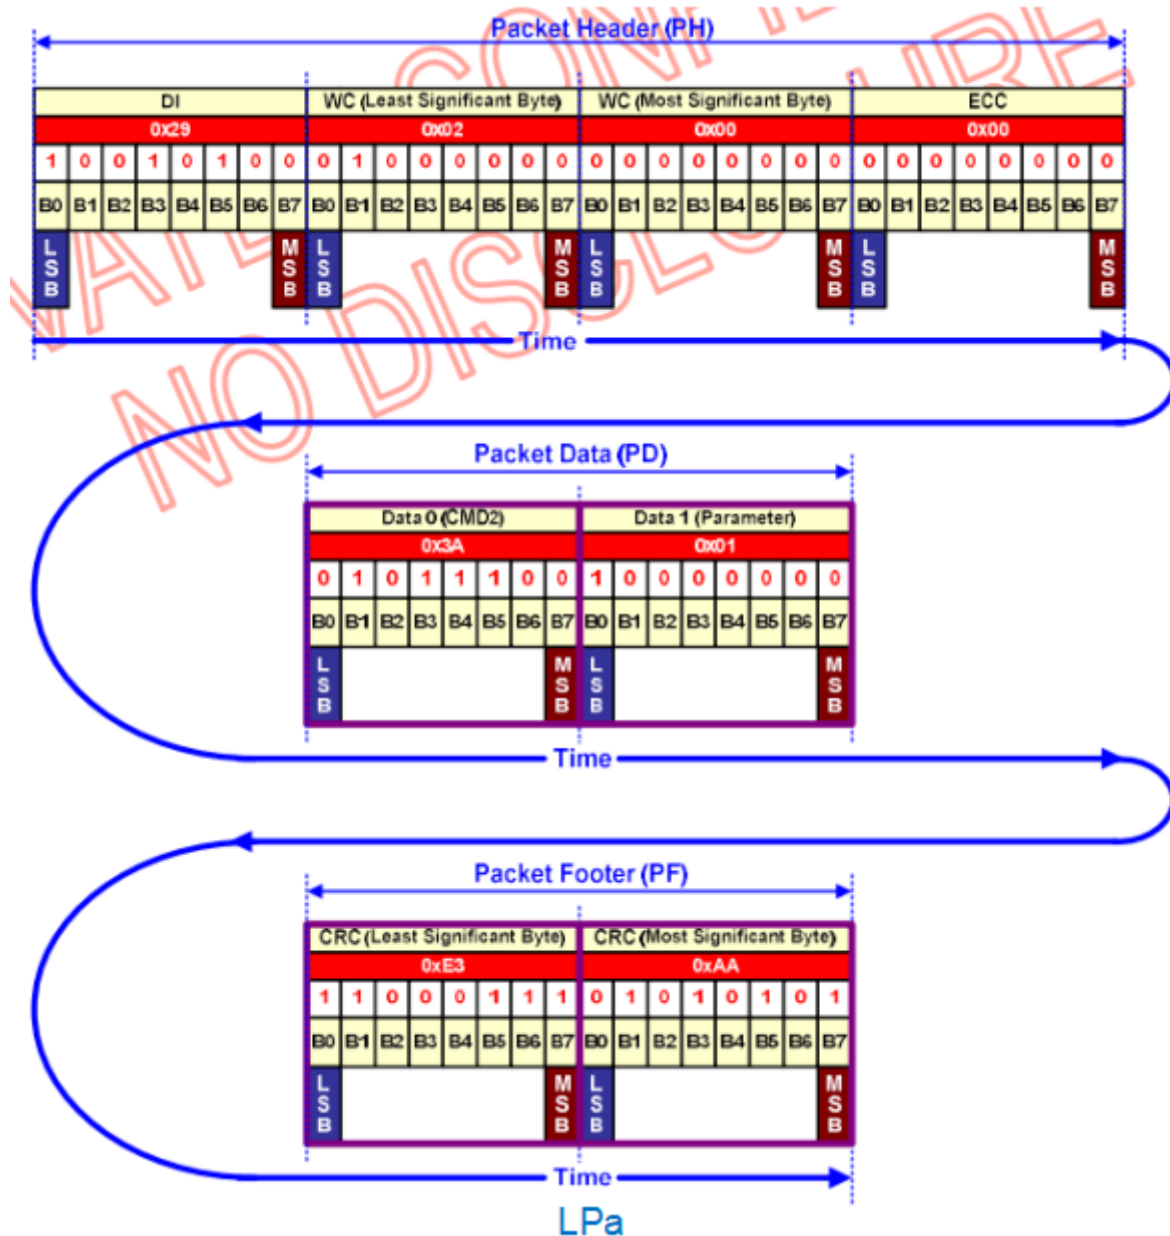 Packet Header (PH)
DI WC (Least Significant Byte) WC (Most Significant Byte) ECC
0x29 0x02 0x00 0x00
1 0 0 1 0 1 0 0 0 1 0 0 0 0 0 0 0 0 0 0 0 0 0 0 0 0 0 0 0 0 0 0
B0 B1 B2 B3 B4 B5 B6 B7 B0 B1 B2 B3 B4 B5 B6 B7 B0 B1 B2 B3 B4 B5 B6 B7 B0 B1 B2 B3 B4 B5 B6 B7
LSB MSB LSB MSB LSB MSB LSB MSB
NO DISCLOSURE
Time
Packet Data (PD)
Data 0 (CMD2) Data 1 (Parameter)
0x3A 0x01
0 1 0 1 1 1 0 0 1 0 0 0 0 0 0 0
B0 B1 B2 B3 B4 B5 B6 B7 B0 B1 B2 B3 B4 B5 B6 B7
LSB MSB LSB MSB
Time
Packet Footer (PF)
CRC (Least Significant Byte) CRC (Most Significant Byte)
0xE3 0xAA
1 1 0 0 0 1 1 1 0 1 0 1 0 1 0 1
B0 B1 B2 B3 B4 B5 B6 B7 B0 B1 B2 B3 B4 B5 B6 B7
LSB MSB LSB MSB
Time
LPa